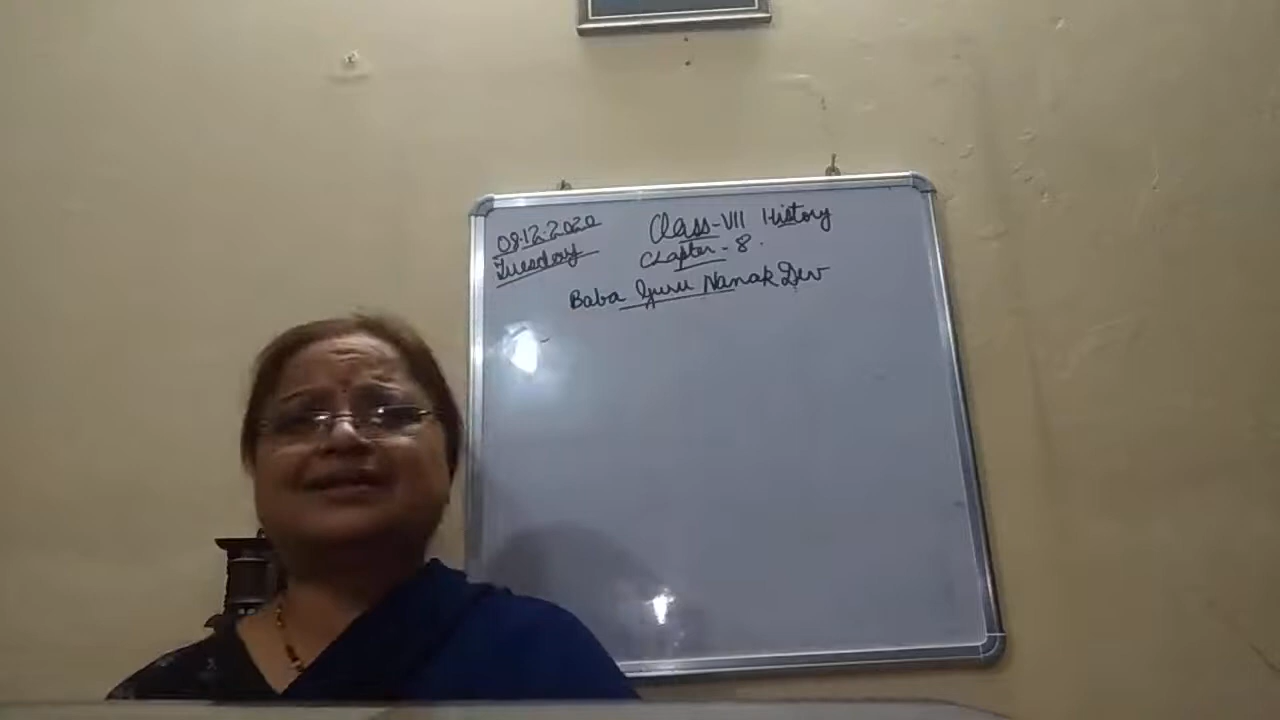 08.12.2020
Tuesday
Class-VII History
Chapter - 8.
Baba Guru Nanak Dev